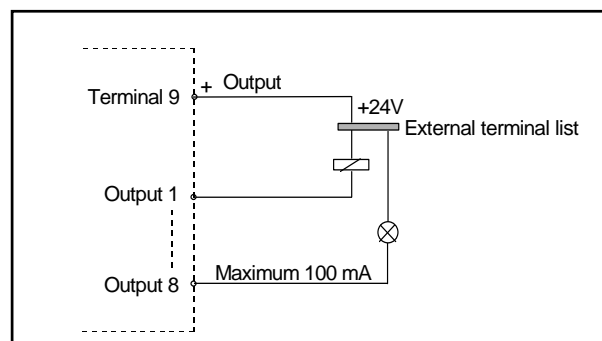 Terminal 9
+ Output
+24V
External terminal list
Output 1
Output 8
Maximum 100 mA